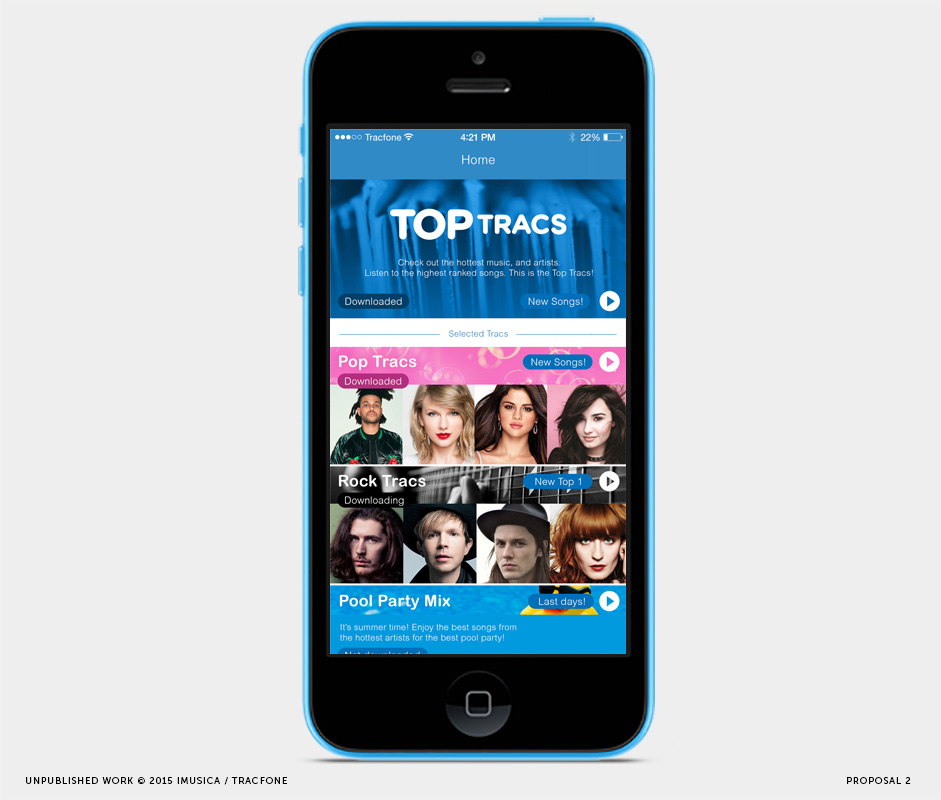 Tracfone
4:21 PM
22%
Home
TOP TRACS
Check out the hottest music, and artists.
Listen to the highest ranked songs. This is the Top Tracs!
Downloaded
New Songs!
Selected Tracs
Pop Tracs
New Songs!
Downloaded
Rock Tracs
New Top 1
Downloading
Pool Party Mix
Last days!
It's summer time! Enjoy the best songs from
the hottest artists for the best pool party!
Not downloaded
UNPUBLISHED WORK © 2015 IMUSICA / TRACFONE
PROPOSAL 2